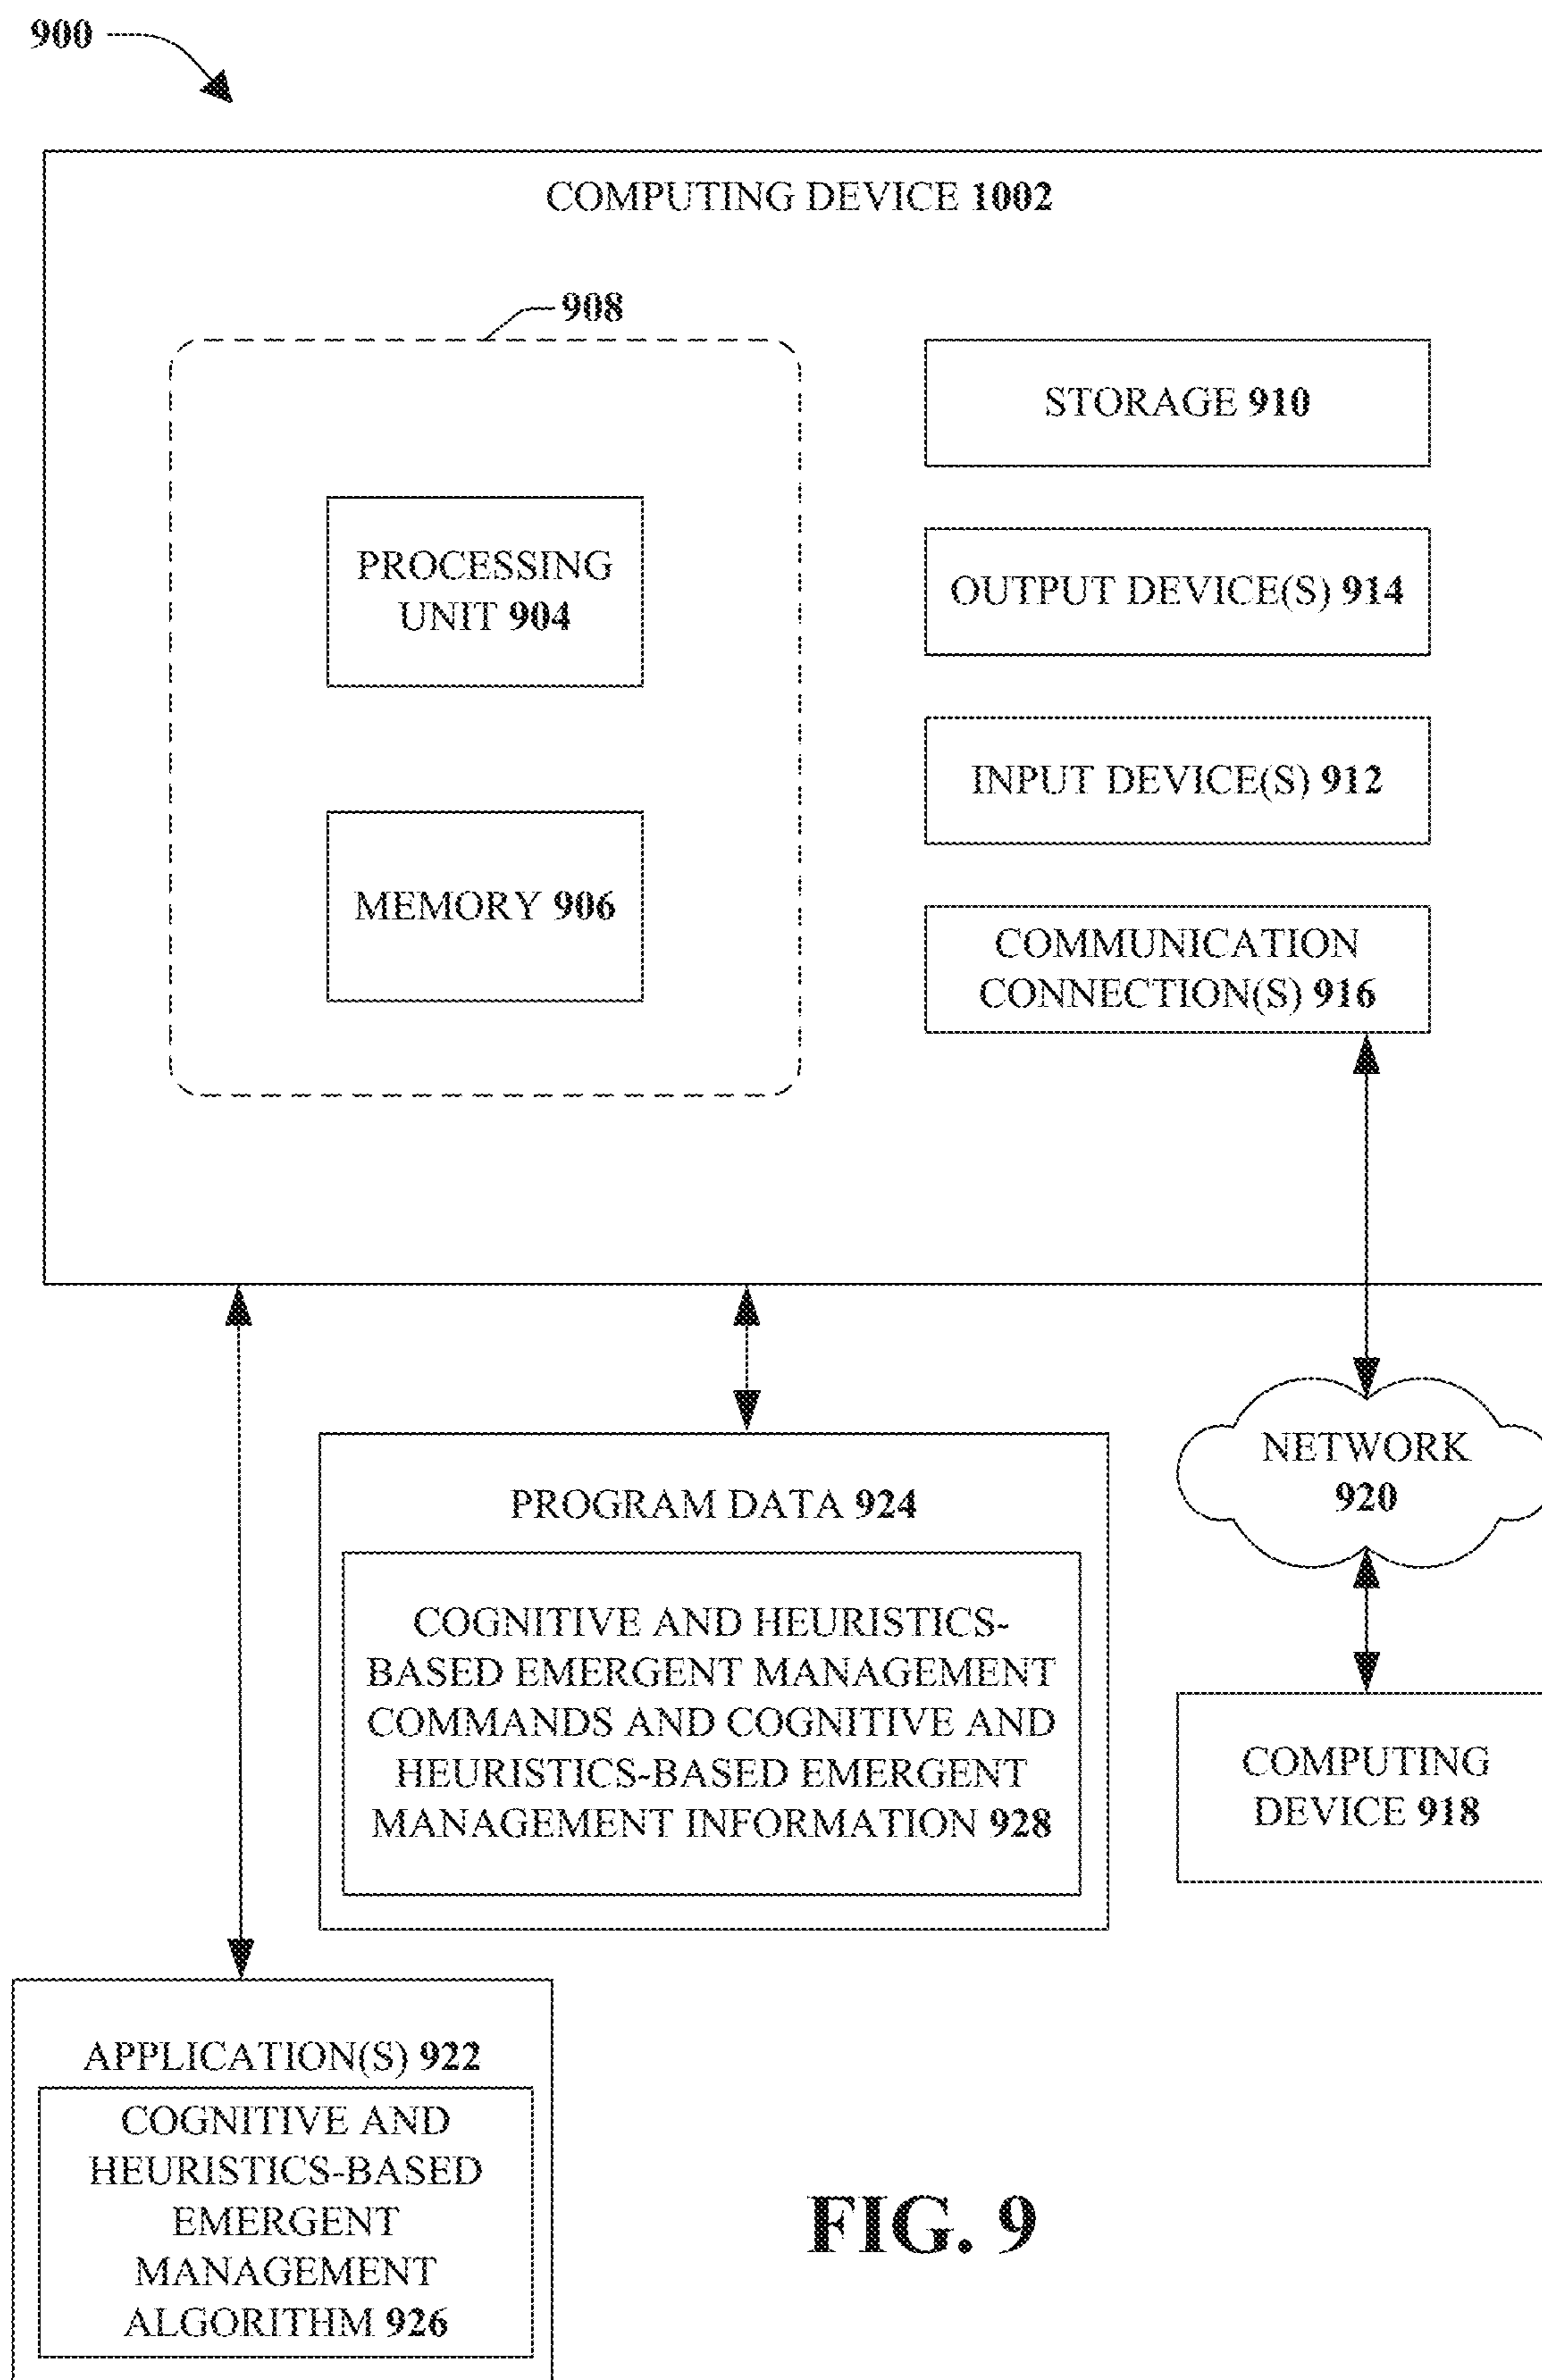 900
COMPUTING DEVICE 1002
908
STORAGE 910
PROCESSING
UNIT 904
OUTPUT DEVICE(S) 914
INPUT DEVICE(S) 912
MEMORY 906
COMMUNICATION
CONNECTION(S) 916
NETWORK
920
PROGRAM DATA 924
COGNITIVE AND HEURISTICS-
BASED EMERGENT MANAGEMENT
COMMANDS AND COGNITIVE AND
HEURISTICS-BASED EMERGENT
MANAGEMENT INFORMATION 928
COMPUTING
DEVICE 918
APPLICATION(S) 922
COGNITIVE AND
HEURISTICS-BASED
EMERGENT
MANAGEMENT
ALGORITHM 926
FIG. 9